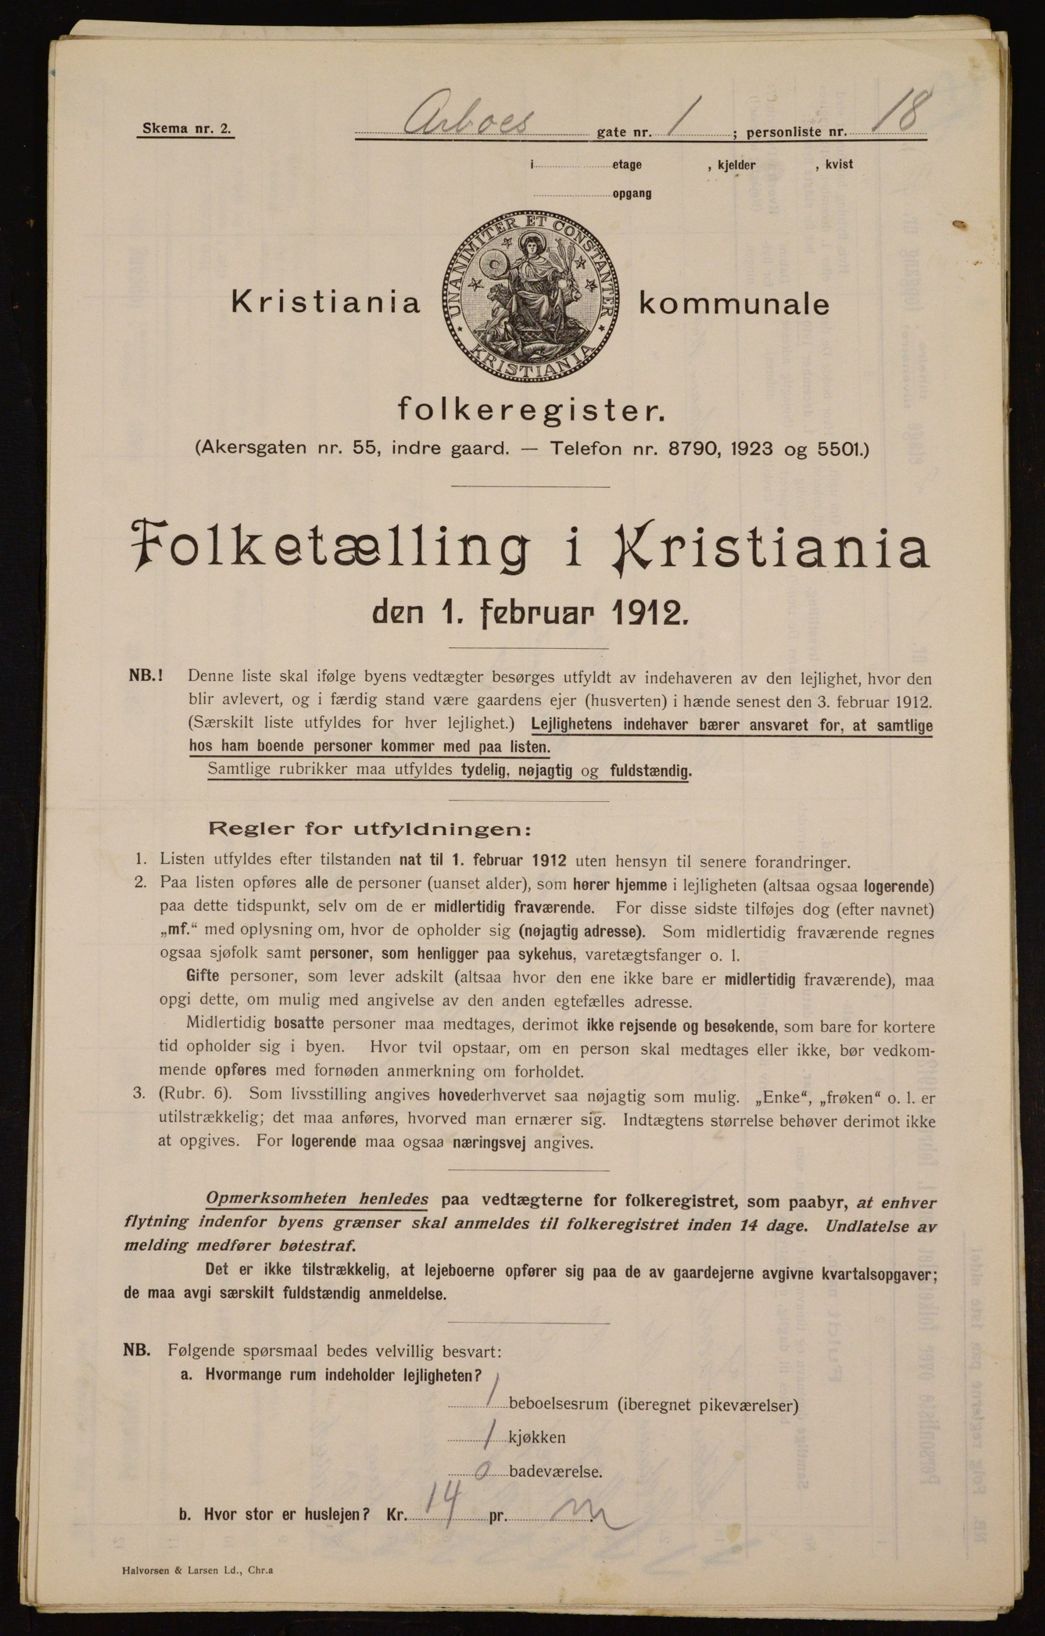 Skema nr. 2.
Arboes gate nr. 1 ; personliste nr. 18
i etage , kjelder , kvist
opgang
UNANIMITER ET CONSTANTER
KRISTIANIA
Kristiania kommunale
folkeregister.
(Akersgaten nr. 55, indre gaard. — Telefon nr. 8790, 1923 og 5501.)
Folketælling i Kristiania
den 1. februar 1912.
NB.! Denne liste skal ifølge byens vedtægter besørges utfyldt av indehaveren av den lejlighet, hvor den
blir avlevert, og i færdig stand være gaardens ejer (husverten) i hænde senest den 3. februar 1912.
(Særskilt liste utfyldes for hver lejlighet.) Lejlighetens indehaver bærer ansvaret for, at samtlige
hos ham boende personer kommer med paa listen.
Samtlige rubrikker maa utfyldes tydelig, nøjagtig og fuldstændig.
Regler for utfyldningen:
1. Listen utfyldes efter tilstanden nat til 1. februar 1912 uten hensyn til senere forandringer.
2. Paa listen opføres alle de personer (uanset alder), som hører hjemme i lejligheten (altsaa ogsaa logerende)
paa dette tidspunkt, selv om de er midlertidig fraværende. For disse sidste tilføjes dog (efter navnet)
„mf.“ med oplysning om, hvor de opholder sig (nøjagtig adresse). Som midlertidig fraværende regnes
ogsaa sjøfolk samt personer, som henligger paa sykehus, varetægtsfanger o. l.
Gifte personer, som lever adskilt (altsaa hvor den ene ikke bare er midlertidig fraværende), maa
opgi dette, om mulig med angivelse av den anden egtefælles adresse.
Midlertidig bosatte personer maa medtages, derimot ikke rejsende og besøkende, som bare for kortere
tid opholder sig i byen. Hvor tvil opstaar, om en person skal medtages eller ikke, bør vedkom-
mende opføres med fornøden anmerkning om forholdet.
3. (Rubr. 6). Som livsstilling angives hovederhvervet saa nøjagtig som mulig. „Enke“, „frøken“ o. l. er
utilstrækkelig; det maa anføres, hvorved man ernærer sig. Indtægtens størrelse behøver derimot ikke
at opgives. For logerende maa ogsaa næringsvej angives.
Opmerksomheten henledes paa vedtægterne for folkeregistret, som paabyr, at enhver
flytning indenfor byens grænser skal anmeldes til folkeregistret inden 14 dage. Undlatelse av
melding medfører bøtestraf.
Det er ikke tilstrækkelig, at lejeboerne opfører sig paa de av gaardejerne avgivne kvartalsopgaver;
de maa avgi særskilt fuldstændig anmeldelse.
NB. Følgende spørsmaal bedes velvillig besvart:
a. Hvormange rum indeholder lejligheten?
1 beboelsesrum (iberegnet pikeværelser)
1 kjøkken
0 badeværelse.
b. Hvor stor er huslejen? Kr. 14 pr. m.
Halvorsen & Larsen Ld., Chr.a